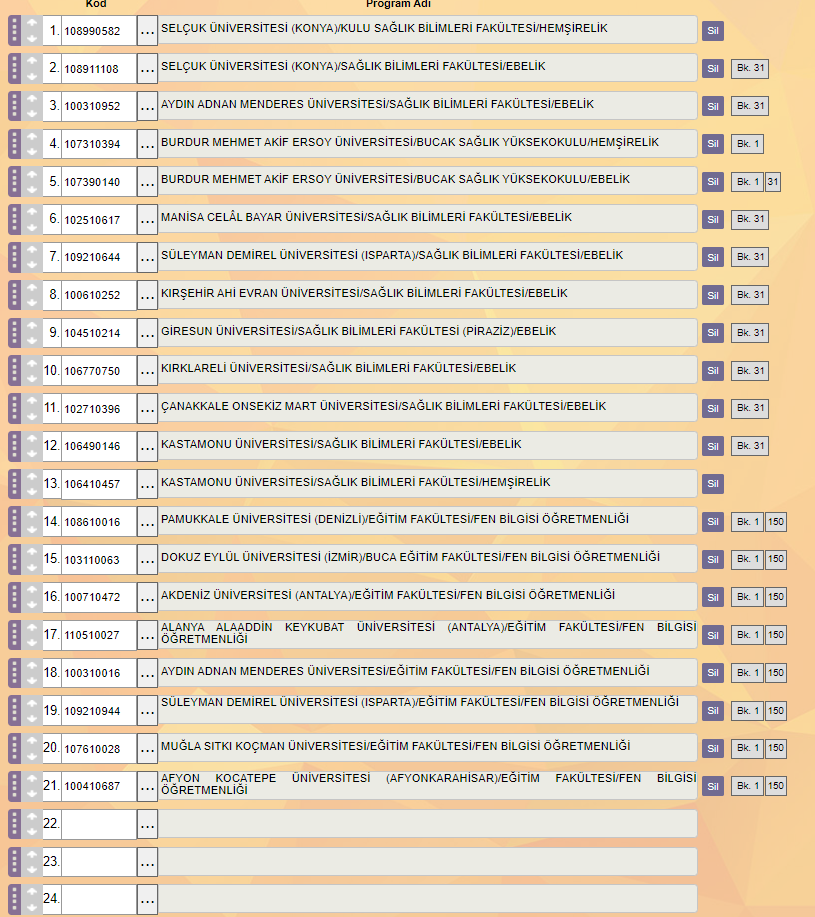 Kod Program Adı
1. 108990582 ... SELÇUK ÜNİVERSİTESİ (KONYA)/KULU SAĞLIK BİLİMLERİ FAKÜLTESİ/HEMŞİRELİK Sil
2. 108911108 ... SELÇUK ÜNİVERSİTESİ (KONYA)/SAĞLIK BİLİMLERİ FAKÜLTESİ/EBELİK Sil Bk. 31
3. 100310952 ... AYDIN ADNAN MENDERES ÜNİVERSİTESİ/SAĞLIK BİLİMLERİ FAKÜLTESİ/EBELİK Sil Bk. 31
4. 107310394 ... BURDUR MEHMET AKİF ERSOY ÜNİVERSİTESİ/BUCAK SAĞLIK YÜKSEKOKULU/HEMŞİRELİK Sil Bk. 1
5. 107390140 ... BURDUR MEHMET AKİF ERSOY ÜNİVERSİTESİ/BUCAK SAĞLIK YÜKSEKOKULU/EBELİK Sil Bk. 1 31
6. 102510617 ... MANİSA CELÂL BAYAR ÜNİVERSİTESİ/SAĞLIK BİLİMLERİ FAKÜLTESİ/EBELİK Sil Bk. 31
7. 109210644 ... SÜLEYMAN DEMİREL ÜNİVERSİTESİ (ISPARTA)/SAĞLIK BİLİMLERİ FAKÜLTESİ/EBELİK Sil Bk. 31
8. 100610252 ... KIRŞEHİR AHİ EVRAN ÜNİVERSİTESİ/SAĞLIK BİLİMLERİ FAKÜLTESİ/EBELİK Sil Bk. 31
9. 104510214 ... GİRESUN ÜNİVERSİTESİ/SAĞLIK BİLİMLERİ FAKÜLTESİ (PİRAZİZ)/EBELİK Sil Bk. 31
10. 106770750 ... KIRKLARELİ ÜNİVERSİTESİ/SAĞLIK BİLİMLERİ FAKÜLTESİ/EBELİK Sil Bk. 31
11. 102710396 ... ÇANAKKALE ONSEKİZ MART ÜNİVERSİTESİ/SAĞLIK BİLİMLERİ FAKÜLTESİ/EBELİK Sil Bk. 31
12. 106490146 ... KASTAMONU ÜNİVERSİTESİ/SAĞLIK BİLİMLERİ FAKÜLTESİ/EBELİK Sil Bk. 31
13. 106410457 ... KASTAMONU ÜNİVERSİTESİ/SAĞLIK BİLİMLERİ FAKÜLTESİ/HEMŞİRELİK Sil
14. 108610016 ... PAMUKKALE ÜNİVERSİTESİ (DENİZLİ)/EĞİTİM FAKÜLTESİ/FEN BİLGİSİ ÖĞRETMENLİĞİ Sil Bk. 1 150
15. 103110063 ... DOKUZ EYLÜL ÜNİVERSİTESİ (İZMİR)/BUCA EĞİTİM FAKÜLTESİ/FEN BİLGİSİ ÖĞRETMENLİĞİ Sil Bk. 1 150
16. 100710472 ... AKDENİZ ÜNİVERSİTESİ (ANTALYA)/EĞİTİM FAKÜLTESİ/FEN BİLGİSİ ÖĞRETMENLİĞİ Sil Bk. 1 150
17. 110510027 ... ALANYA ALAADDİN KEYKUBAT ÜNİVERSİTESİ (ANTALYA)/EĞİTİM FAKÜLTESİ/FEN BİLGİSİ Sil Bk. 1 150
ÖĞRETMENLİĞİ
18. 100310016 ... AYDIN ADNAN MENDERES ÜNİVERSİTESİ/EĞİTİM FAKÜLTESİ/FEN BİLGİSİ ÖĞRETMENLİĞİ Sil Bk. 1 150
19. 109210944 ... SÜLEYMAN DEMİREL ÜNİVERSİTESİ (ISPARTA)/EĞİTİM FAKÜLTESİ/FEN BİLGİSİ ÖĞRETMENLİĞİ Sil Bk. 1 150
20. 107610028 ... MUĞLA SITKI KOÇMAN ÜNİVERSİTESİ/EĞİTİM FAKÜLTESİ/FEN BİLGİSİ ÖĞRETMENLİĞİ Sil Bk. 1 150
21. 100410687 ... AFYON KOCATEPE ÜNİVERSİTESİ (AFYONKARAHİSAR)/EĞİTİM FAKÜLTESİ/FEN BİLGİSİ Sil Bk. 1 150
ÖĞRETMENLİĞİ
22. ...
23. ...
24. ...